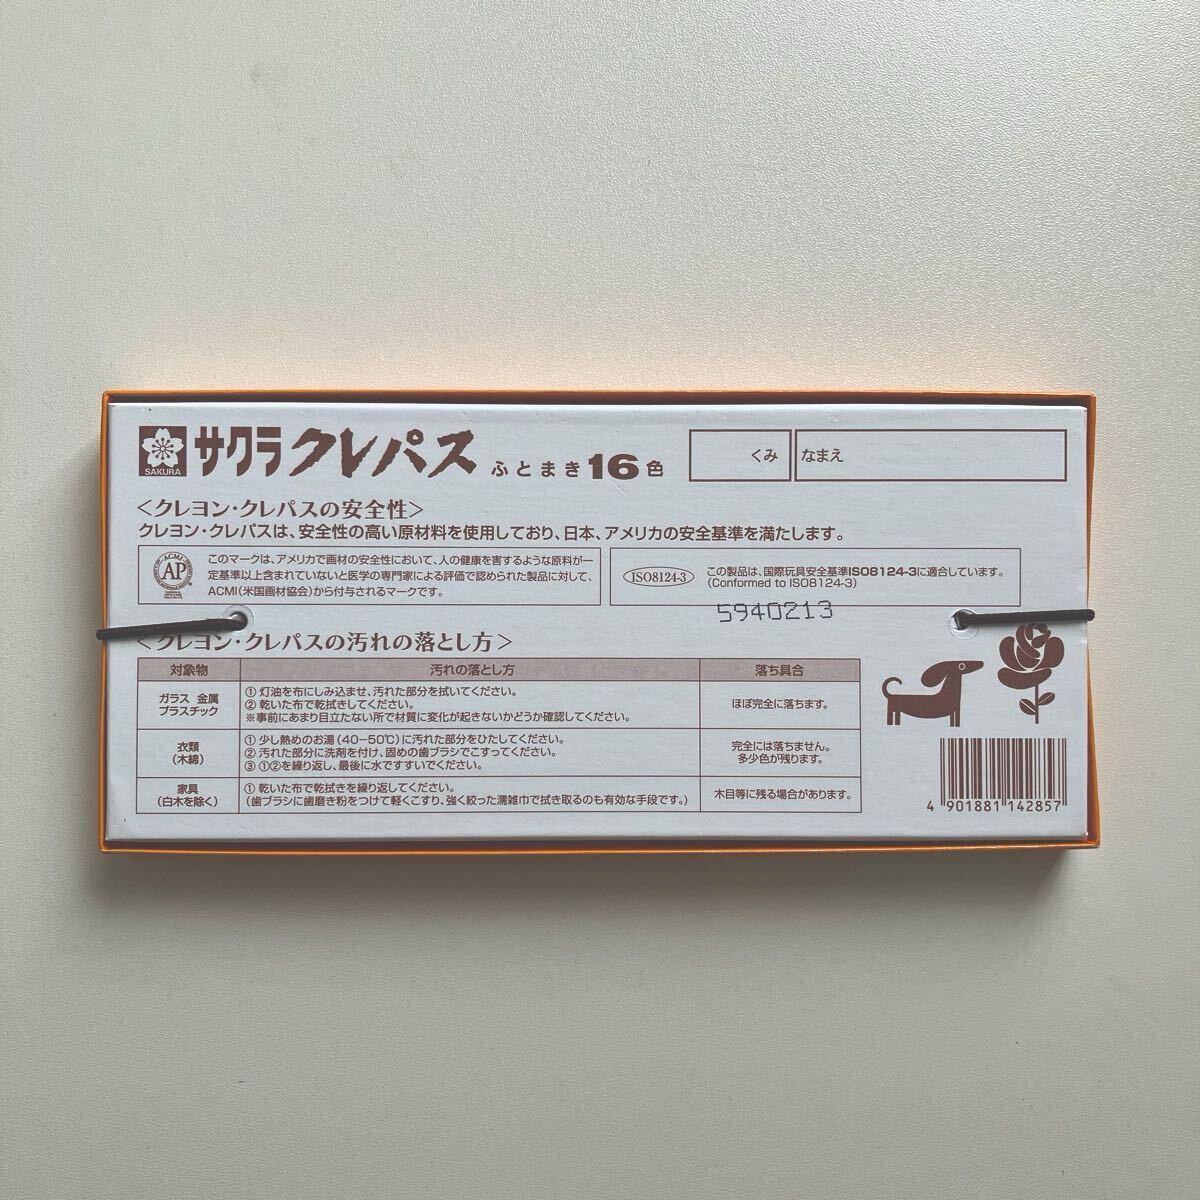 SAKURA
サクラクレパス ふとまき16色
くみ なまえ
<クレヨン・クレパスの安全性>
クレヨン・クレパスは、安全性の高い原材料を使用しており、日本、アメリカの安全基準を満たします。
ACMI
AP
このマークは、アメリカで画材の安全性において、人の健康を害するような原料が一
定基準以上含まれていないと医学の専門家による評価で認められた製品に対して、
ACMI(米国画材協会)から付与されるマークです。
ISO8124-3
この製品は、国際玩具安全基準ISO8124-3に適合しています。
(Conformed to ISO8124-3)
5940213
<クレヨン・クレパスの汚れの落とし方>
対象物 汚れの落とし方 落ち具合
ガラス 金属
プラスチック
① 灯油を布にしみ込ませ、汚れた部分を拭いてください。
② 乾いた布で乾拭きしてください。
※事前にあまり目立たない所で材質に変化が起きないかどうか確認してください。
ほぼ完全に落ちます。
衣類
(木綿)
① 少し熱めのお湯(40〜50℃)に汚れた部分をひたしてください。
② 汚れた部分に洗剤を付け、固めの歯ブラシでこすってください。
③ ①②を繰り返し、最後に水ですすいでください。
完全には落ちません。
多少色が残ります。
家具
(白木を除く)
① 乾いた布で乾拭きを繰り返してください。
(歯ブラシに歯磨き粉をつけて軽くこすり、強く絞った濡雑巾で拭き取るのも有効な手段です。)
木目等に残る場合があります。
4 901881 142857